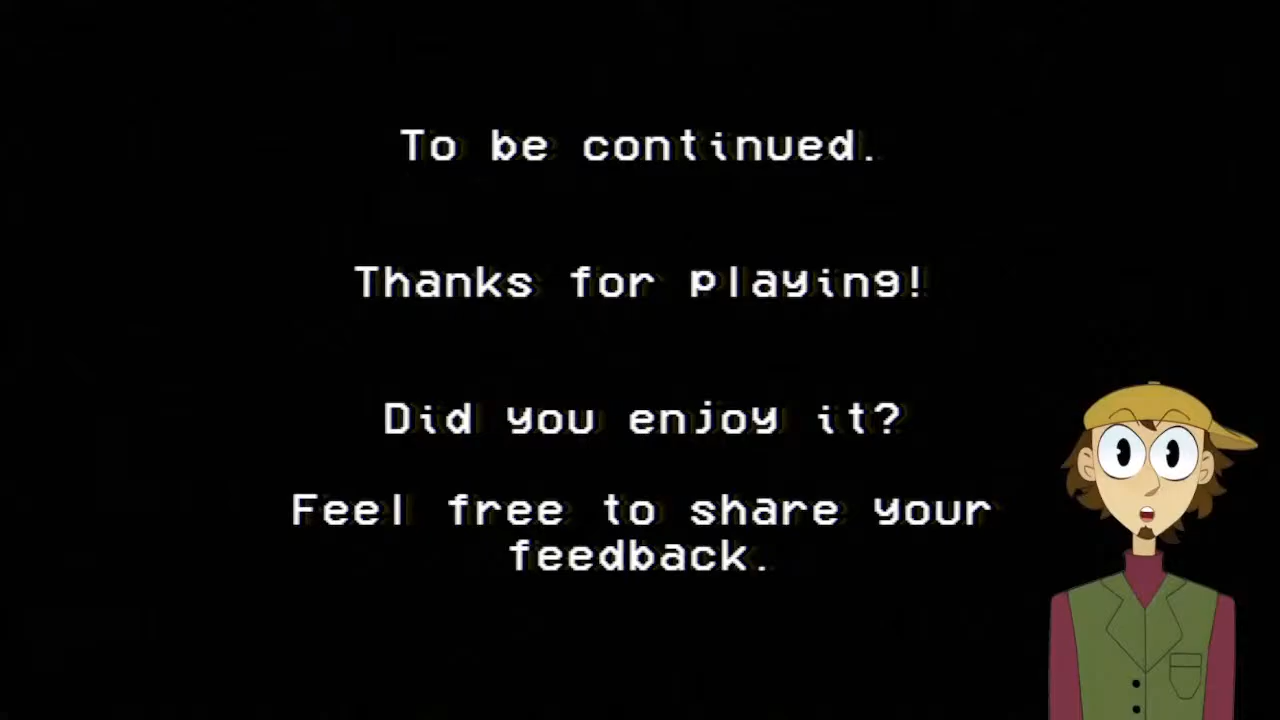 To be continued.
Thanks for playing!
Did you enjoy it?
Feel free to share your
feedback.